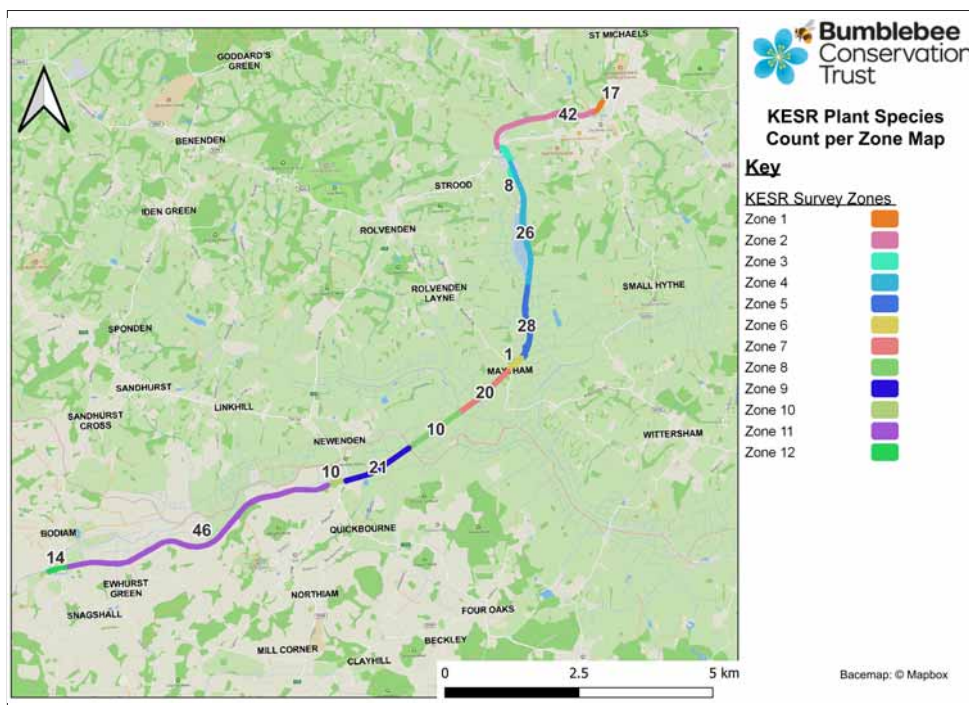 ST MICHAELS
GODDARD'S
GREEN
17
42
BENENDEN
STROOD
8
IDEN GREEN
ROLVENDEN
26
ROLVENDEN
LAYNE
SMALL HYTHE
SPONDEN
28
1
SANDHURST
20
LINKHILL
SANDHURST
CROSS
10
WITTERSHAM
NEWENDEN
21
10
QUICKBOURNE
46
BODIAM
14
EWHURST
GREEN
SNAGSHALL
NORTHIAM
FOUR OAKS
BECKLEY
MILL CORNER
CLAYHILL
0 2.5 5 km
Bumblebee
Conservation
Trust
KESR Plant Species
Count per Zone Map
Key
KESR Survey Zones
Zone 1
Zone 2
Zone 3
Zone 4
Zone 5
Zone 6
Zone 7
Zone 8
Zone 9
Zone 10
Zone 11
Zone 12
Bacemap: © Mapbox